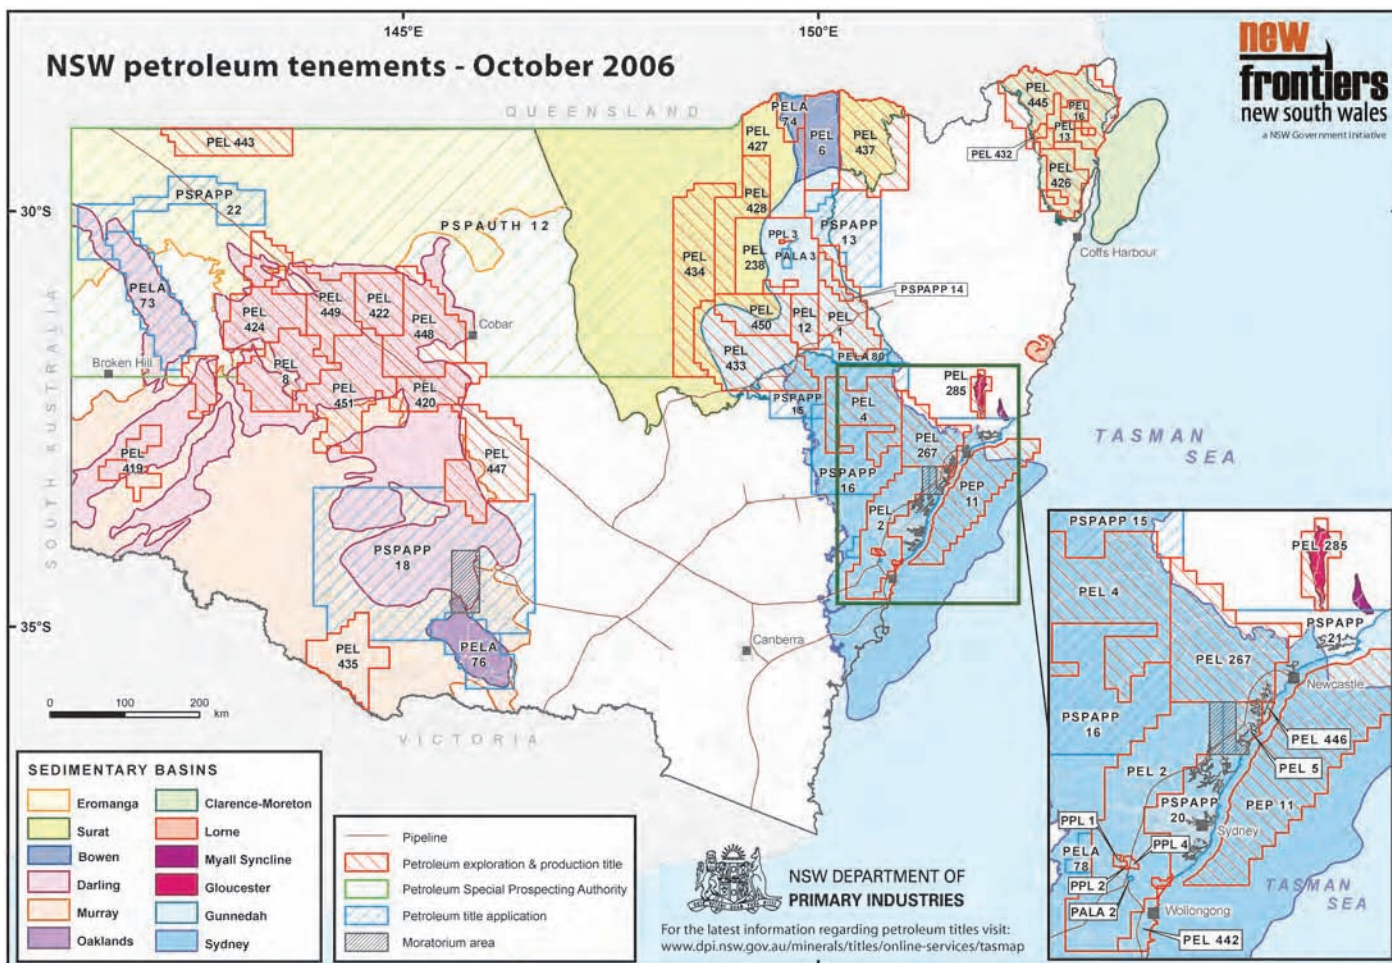 145°E
150°E
NSW petroleum tenements - October 2006
new
frontiers
new south wales
a NSW Government initiative
QUEENSLAND
PEL 443
PELA
74
PEL
6
PEL
427
PEL
437
PEL
445
PEL
16
PEL
13
PEL 432
PEL
426
30°S
PSPAPP
22
PSPAUTH 12
PEL
428
PSPAPP
13
PPL 3
PALA 3
PEL
434
PEL
238
Coffs Harbour
PELA
73
PSPAPP 14
PEL
424
PEL
449
PEL
422
PEL
448
Cobar
PEL
450
PEL
12
PEL
1
PEL
433
PELA 80
Broken Hill
PEL
8
PEL
451
PEL
420
PEL
285
PSPAPP
15
PEL
4
SOUTH AUSTRALIA
TASMAN
SEA
PEL
419
PEL
447
PEL
267
PSPAPP
16
PEP
11
PEL
2
PSPAPP
18
35°S
PEL
435
PELA
76
Canberra
0 100 200
km
VICTORIA
PSPAPP 15
PEL 285
PEL 4
PSPAPP
21
PEL 267
Newcastle
PSPAPP
16
PEL 446
PEL 2
PEL 5
PSPAPP
20
PEP 11
PPL 1
PPL 4
Sydney
PELA
78
PPL 2
PALA 2
TASMAN
SEA
Wollongong
PEL 442
SEDIMENTARY BASINS
Eromanga
Surat
Bowen
Darling
Murray
Oaklands
Clarence-Moreton
Lorne
Myall Syncline
Gloucester
Gunnedah
Sydney
Pipeline
Petroleum exploration & production title
Petroleum Special Prospecting Authority
Petroleum title application
Moratorium area
NSW DEPARTMENT OF
PRIMARY INDUSTRIES
For the latest information regarding petroleum titles visit:
www.dpi.nsw.gov.au/minerals/titles/online-services/tasmap